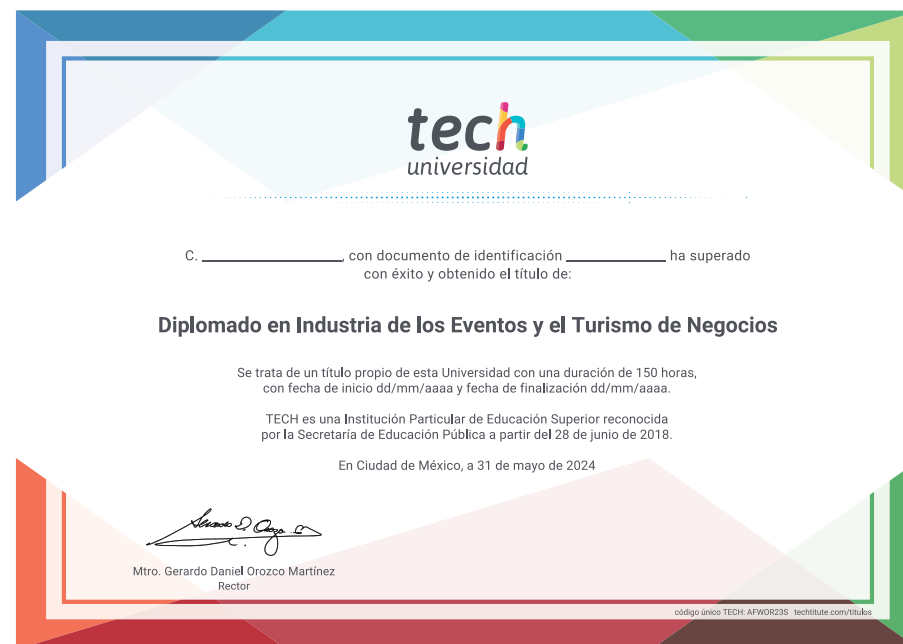 tech
universidad
C. ____________, con documento de identificación ____________ ha superado
con éxito y obtenido el título de:
Diplomado en Industria de los Eventos y el Turismo de Negocios
Se trata de un título propio de esta Universidad con una duración de 150 horas,
con fecha de inicio dd/mm/aaaa y fecha de finalización dd/mm/aaaa.
TECH es una Institución Particular de Educación Superior reconocida
por la Secretaría de Educación Pública a partir del 28 de junio de 2018.
En Ciudad de México, a 31 de mayo de 2024
Mtro. Gerardo Daniel Orozco Martínez
Rector
código único TECH: AFWOR23S techtitute.com/titulos